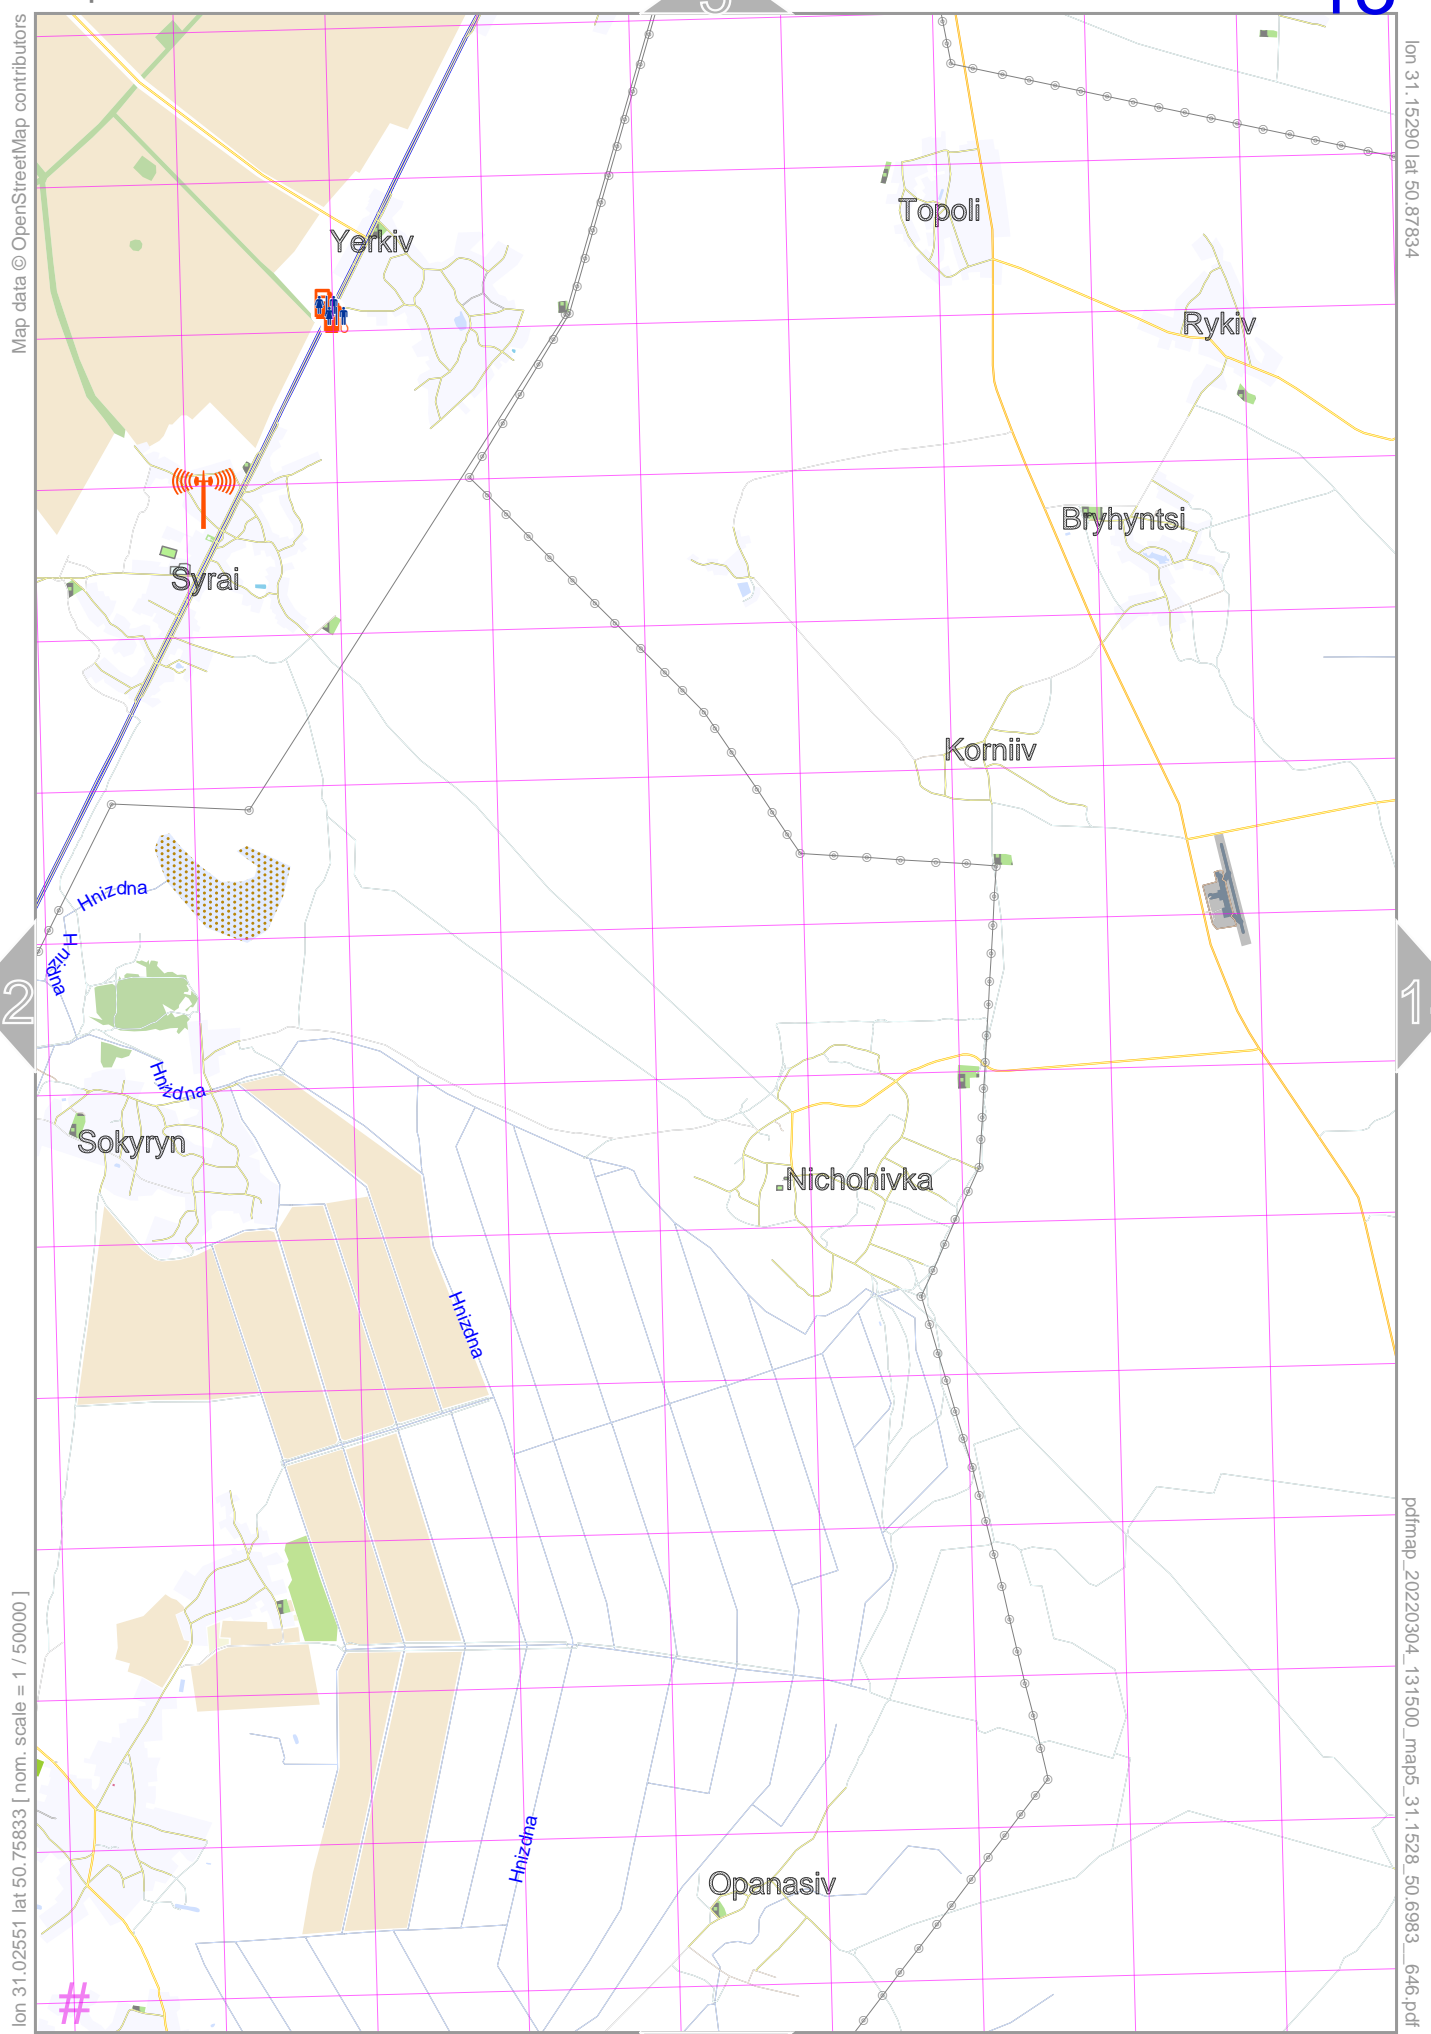 Map data © OpenStreetMap contributors
lon 31.15290 lat 50.87834
Topoli
Yerkiv
Rykiv
Bryhyntsi
Syrai
Korniiv
Hnizdna
Hnizdna
2
1
Hnizdna
Sokyryn
Nichohivka
Hnizdna
Hnizdna
Opanasiv
#
lon 31.02551 lat 50.75833 [ nom. scale = 1 / 50000 ]
pdfmap_20220304_131500_map5_31.1528_50.6983__646.pdf